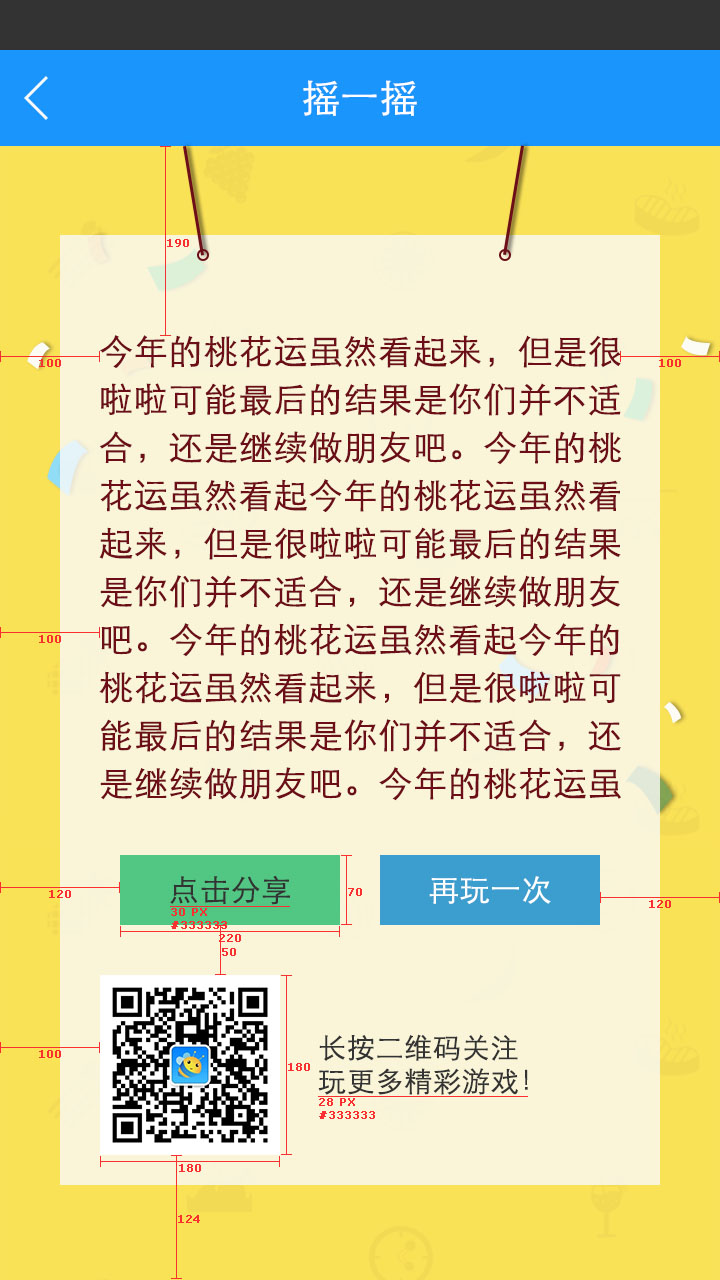 摇一摇
190
今年的桃花运虽然看起来，但是很
100
100
啦啦可能最后的结果是你们并不适
合，还是继续做朋友吧。今年的桃
花运虽然看起今年的桃花运虽然看
起来，但是很啦啦可能最后的结果
是你们并不适合，还是继续做朋友
吧。今年的桃花运虽然看起今年的
100
桃花运虽然看起来，但是很啦啦可
能最后的结果是你们并不适合，还
是继续做朋友吧。今年的桃花运虽
点击分享
再玩一次
120
70
120
30 PX
#333333
220
50
长按二维码关注
100
180
玩更多精彩游戏！
28 PX
#333333
180
124